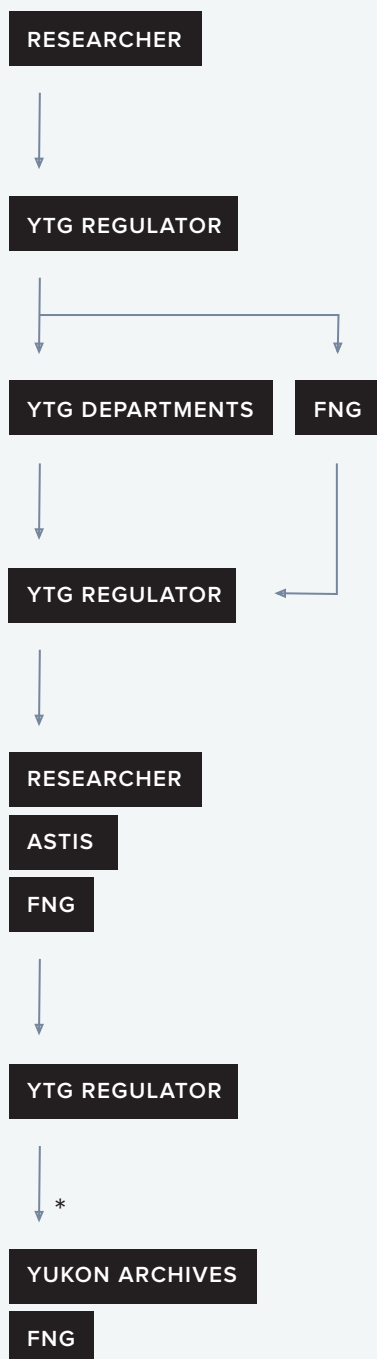 RESEARCHER
YTG REGULATOR
YTG DEPARTMENTS FNG
YTG REGULATOR
RESEARCHER
ASTIS
FNG
YTG REGULATOR
*
YUKON ARCHIVES
FNG